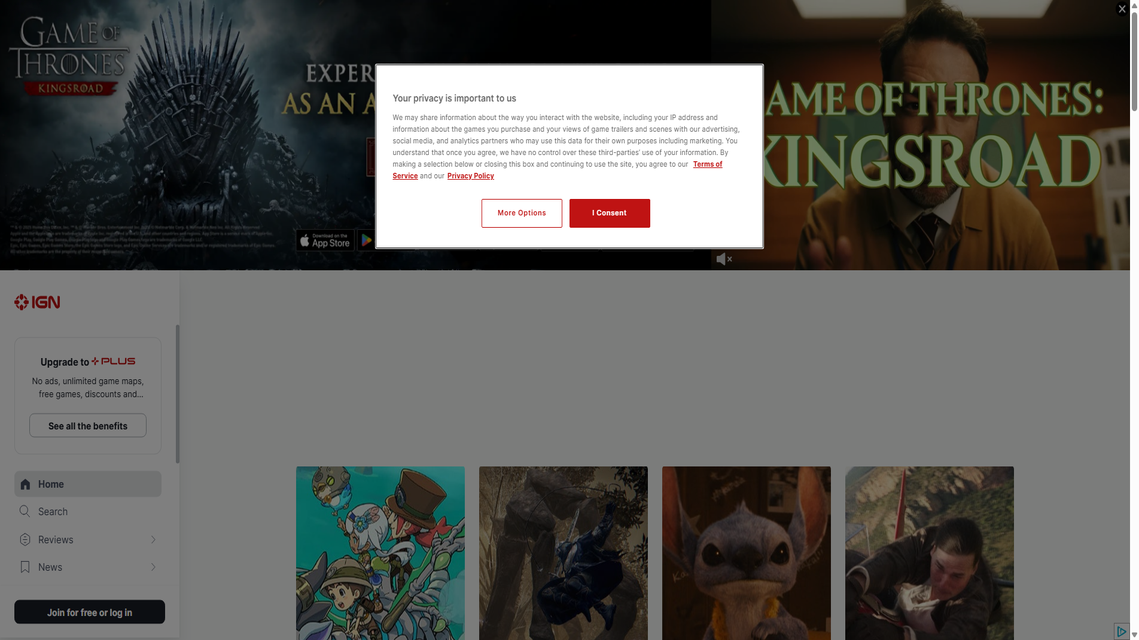 GAME OF
THRONES
KINGSROAD
EXPER
AS AN A
Download on the
App Store
AME OF THRONES:
KINGSROAD
Your privacy is important to us
We may share information about the way you interact with the website, including your IP address and
information about the games you purchase and your views of game trailers and scenes with our advertising,
social media, and analytics partners who may use this data for their own purposes including marketing. You
understand that once you agree, we have no control over these third-parties' use of your information. By
making a selection below or closing this box and continuing to use the site, you agree to our Terms of
Service and our Privacy Policy
More Options
I Consent
IGN
Upgrade to PLUS
No ads, unlimited game maps,
free games, discounts and...
See all the benefits
Home
Search
Reviews
News
Join for free or log in